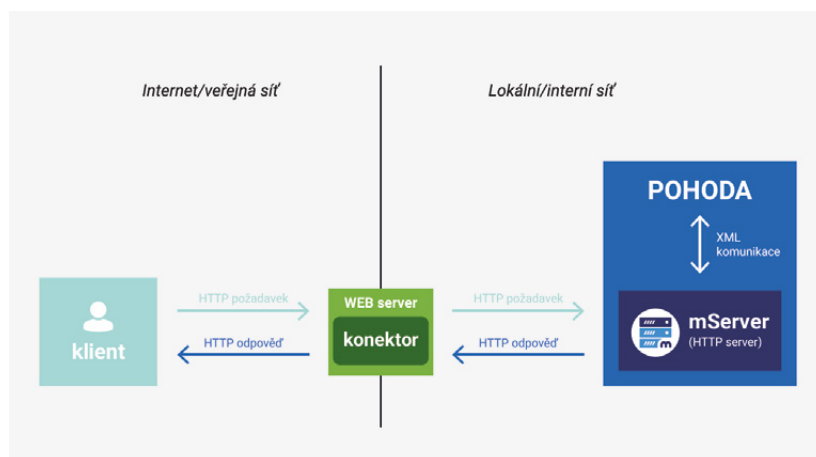 Internet/veřejná síť
Lokální/interní síť
POHODA
XML
komunikace
HTTP požadavek
WEB server
HTTP požadavek
klient
konektor
mServer
(HTTP server)
HTTP odpověď
HTTP odpověď
m